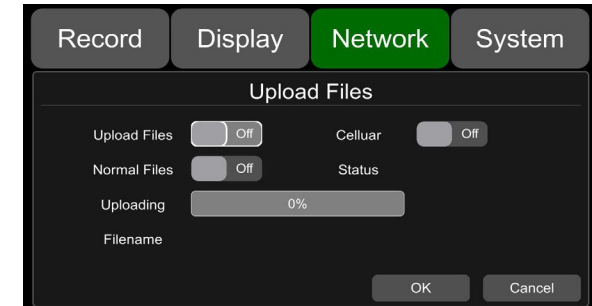 Record Display Network System
Upload Files
Upload Files Off Celluar Off
Normal Files Off Status
Uploading 0%
Filename
OK Cancel